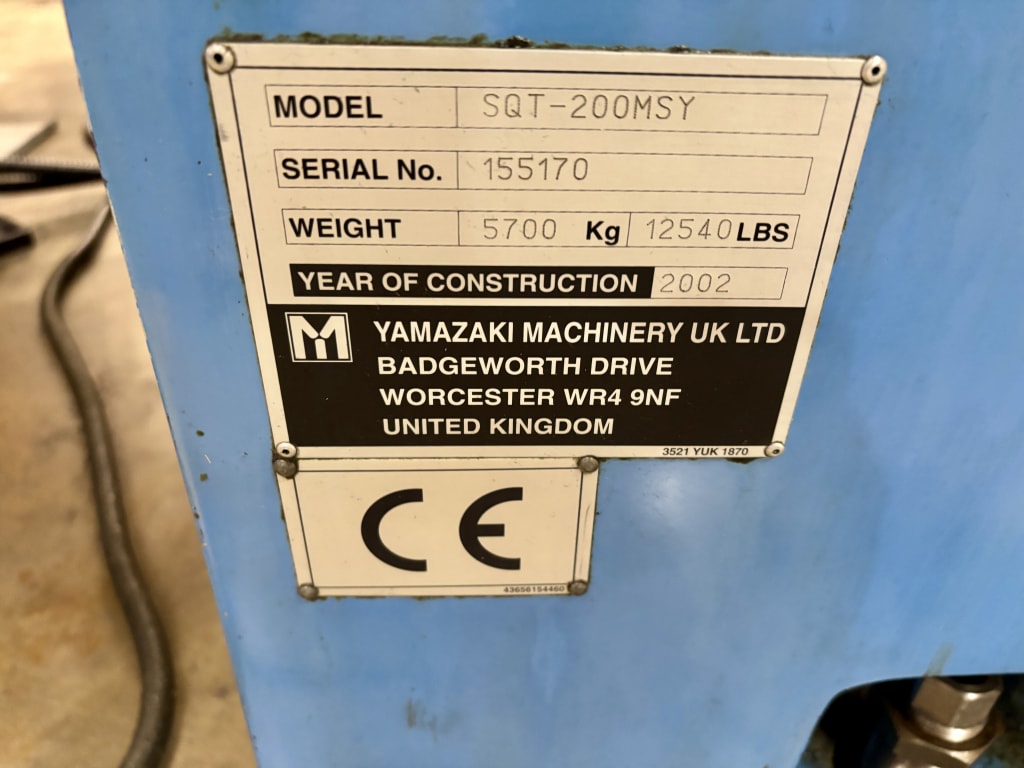 MODEL SQT-200MSY
SERIAL No. 155170
WEIGHT 5700 Kg 12540 LBS
YEAR OF CONSTRUCTION 2002
YAMAZAKI MACHINERY UK LTD
BADGEWORTH DRIVE
WORCESTER WR4 9NF
UNITED KINGDOM
3521 YUK 1870
CE
43656154460